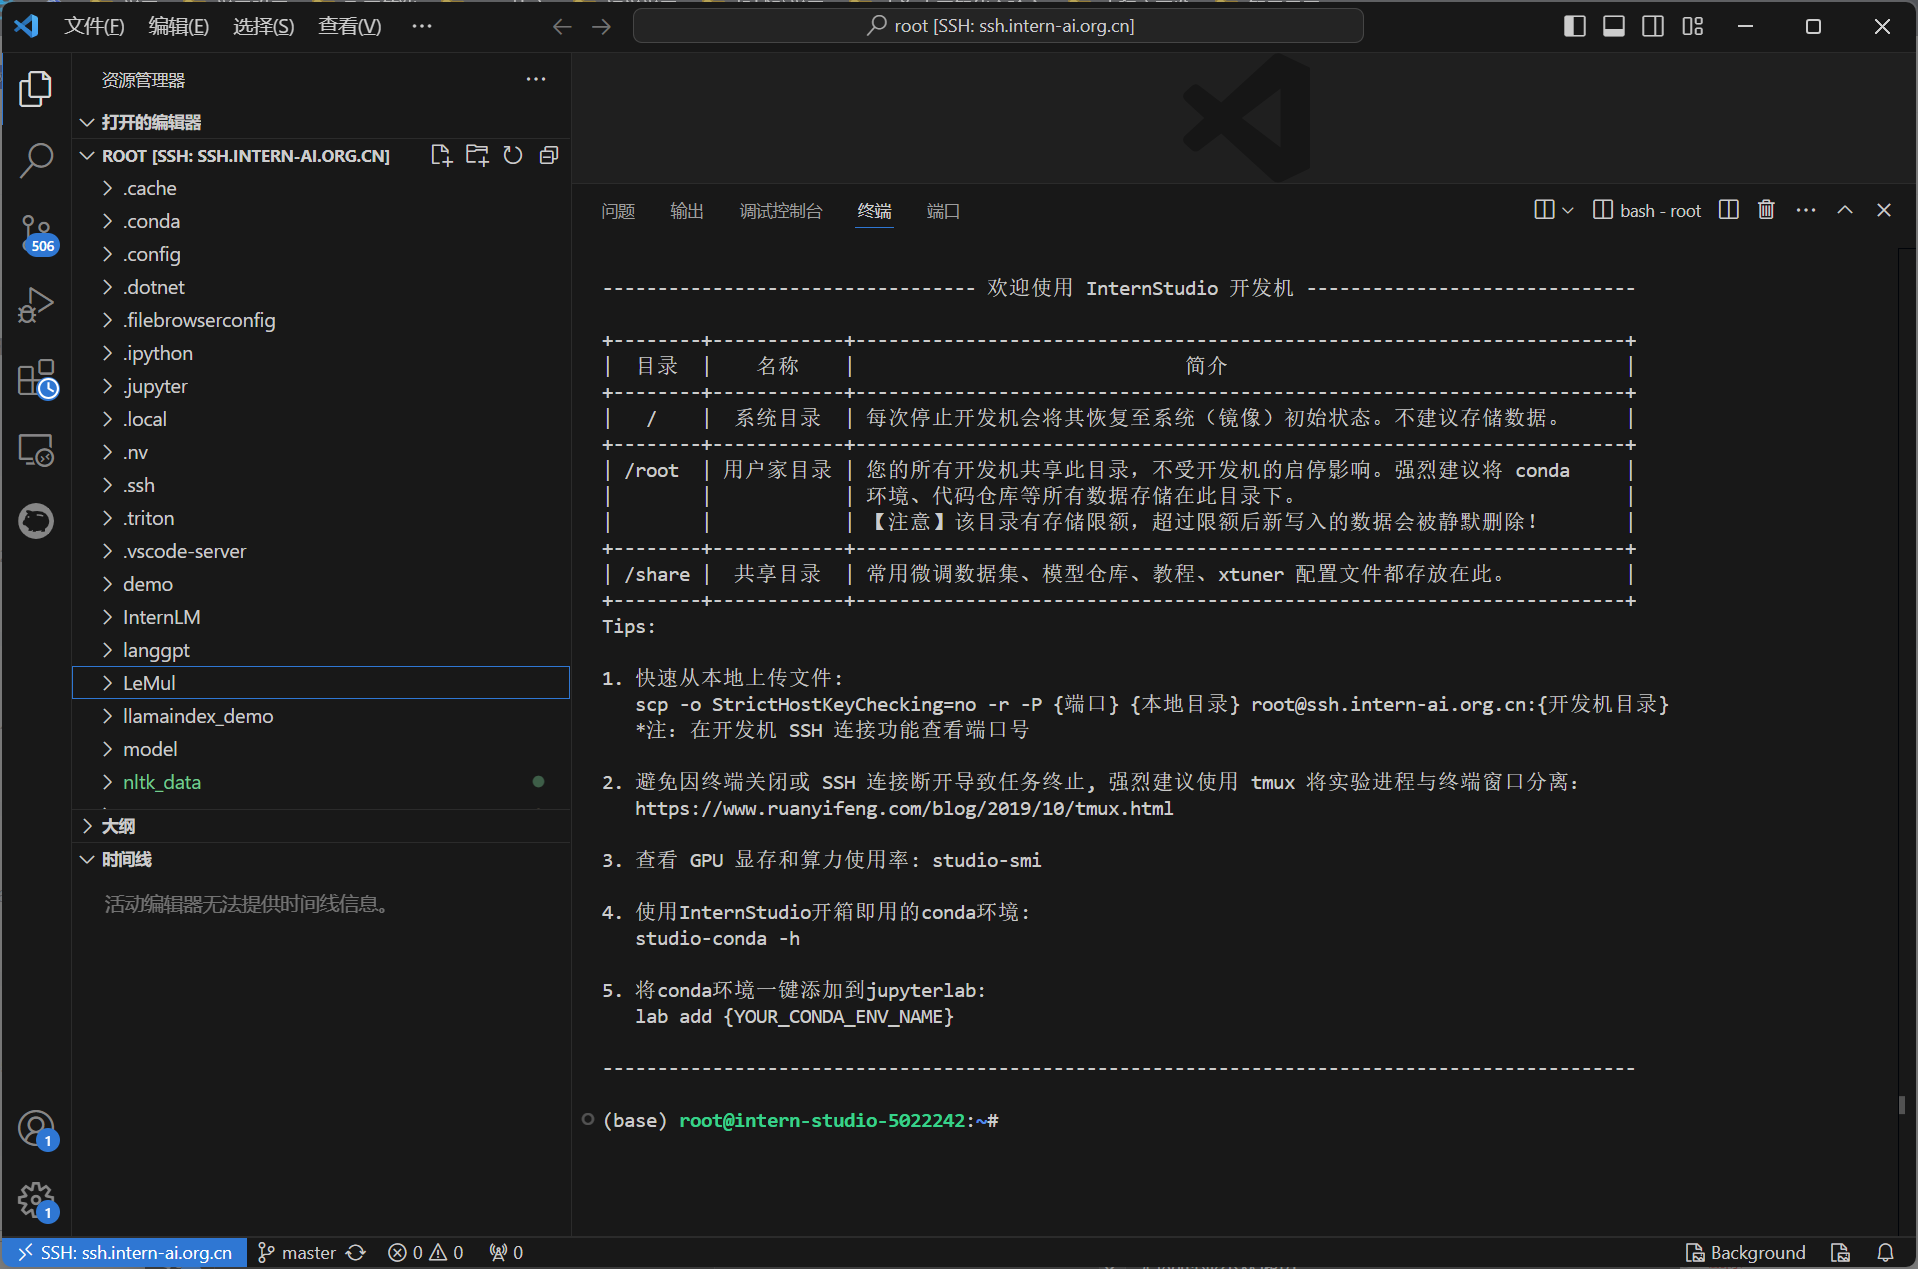 文件(F) 编辑(E) 选择(S) 查看(V) ··· root [SSH: ssh.intern-ai.org.cn]
资源管理器
打开的编辑器
ROOT [SSH: SSH.INTERN-AI.ORG.CN]
.cache
.conda
.config
.dotnet
.filebrowserconfig
.ipython
.jupyter
.local
.nv
.ssh
.triton
.vscode-server
demo
InternLM
langgpt
LeMul
llamaindex_demo
model
nltk_data
大纲
时间线
活动编辑器无法提供时间线信息。
506
1
1
问题 输出 调试控制台 终端 端口 bash - root
---------------------------------- 欢迎使用 InternStudio 开发机 ------------------------------
+--------+------------+----------------------------------------------------------------------+
| 目录 | 名称 | 简介 |
+--------+------------+----------------------------------------------------------------------+
| / | 系统目录 | 每次停止开发机会将其恢复至系统（镜像）初始状态。不建议存储数据。 |
+--------+------------+----------------------------------------------------------------------+
| /root | 用户家目录 | 您的所有开发机共享此目录，不受开发机的启停影响。强烈建议将 conda |
| | | 环境、代码仓库等所有数据存储在此目录下。 |
| | | 【注意】该目录有存储限额，超过限额后新写入的数据会被静默删除！ |
+--------+------------+----------------------------------------------------------------------+
| /share | 共享目录 | 常用微调数据集、模型仓库、教程、xtuner 配置文件都存放在此。 |
+--------+------------+----------------------------------------------------------------------+
Tips:
1. 快速从本地上传文件：
scp -o StrictHostKeyChecking=no -r -P {端口} {本地目录} root@ssh.intern-ai.org.cn:{开发机目录}
*注：在开发机 SSH 连接功能查看端口号
2. 避免因终端关闭或 SSH 连接断开导致任务终止, 强烈建议使用 tmux 将实验进程与终端窗口分离：
https://www.ruanyifeng.com/blog/2019/10/tmux.html
3. 查看 GPU 显存和算力使用率: studio-smi
4. 使用InternStudio开箱即用的conda环境:
studio-conda -h
5. 将conda环境一键添加到jupyterlab:
lab add {YOUR_CONDA_ENV_NAME}
----------------------------------------------------------------------------------------------
(base) root@intern-studio-5022242:~#
SSH: ssh.intern-ai.org.cn master 0 0 0 Background